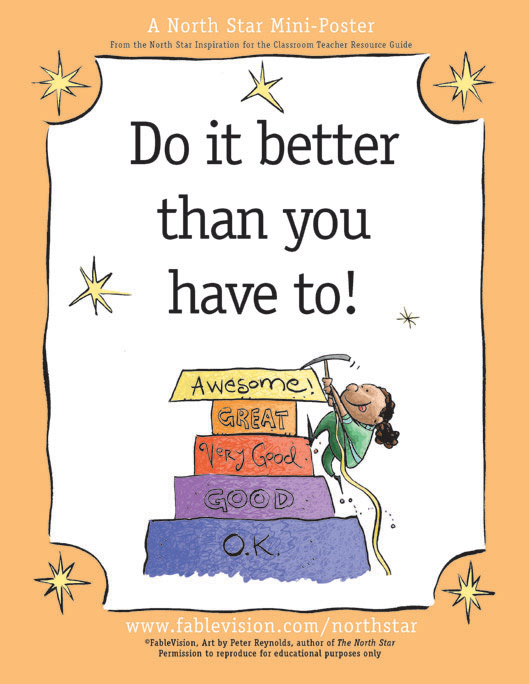 A North Star Mini-Poster
From the North Star Inspiration for the Classroom Teacher Resource Guide
Do it better
than you
have to!
Awesome!
GREAT
Very Good
GOOD
O.K.
www.fablevision.com/northstar
©FableVision, Art by Peter Reynolds, author of The North Star
Permission to reproduce for educational purposes only